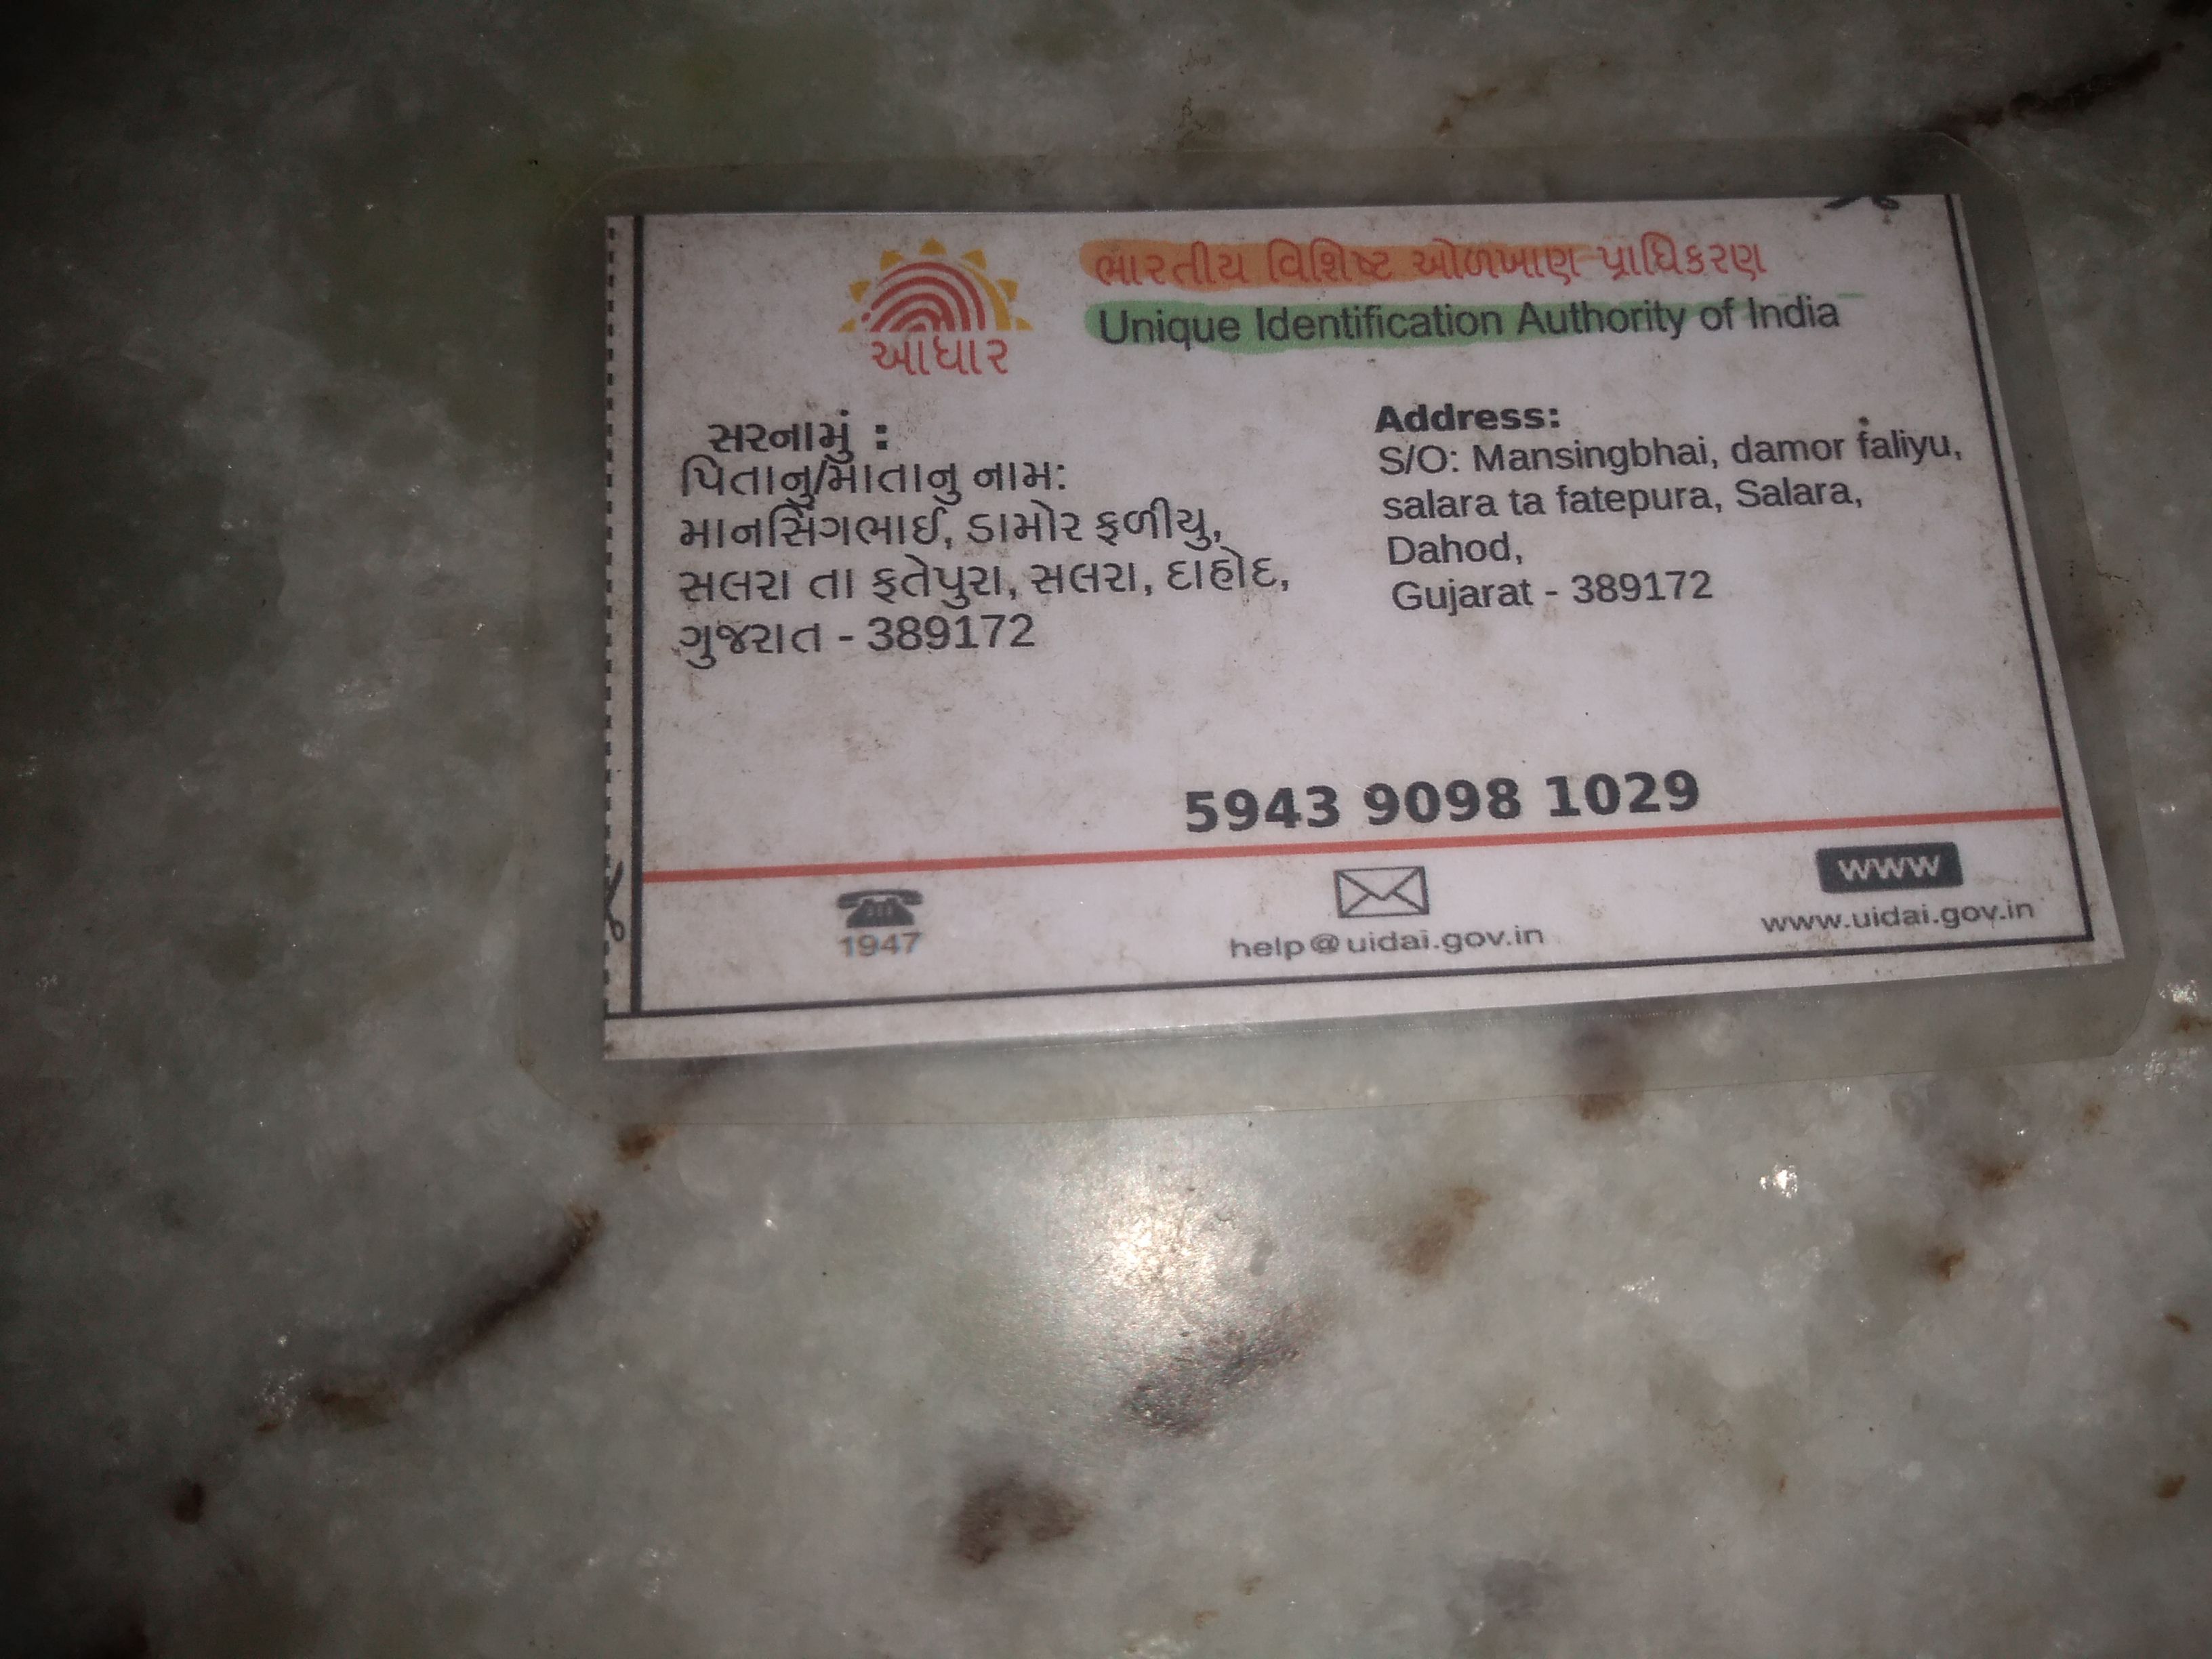 આધાર
ભારતીય વિશિષ્ટ ઓળખાણ પ્રાધિકરણ
Unique Identification Authority of India
સરનામું :
પિતાનુ/માતાનુ નામ:
માનસિંગભાઈ, ડામોર ફળીયુ,
સલરા તા ફતેપુરા, સલરા, દાહોદ,
ગુજરાત - 389172
Address:
S/O: Mansingbhai, damor faliyu,
salara ta fatepura, Salara,
Dahod,
Gujarat - 389172
5943 9098 1029
1947
help@uidai.gov.in
www
www.uidai.gov.in